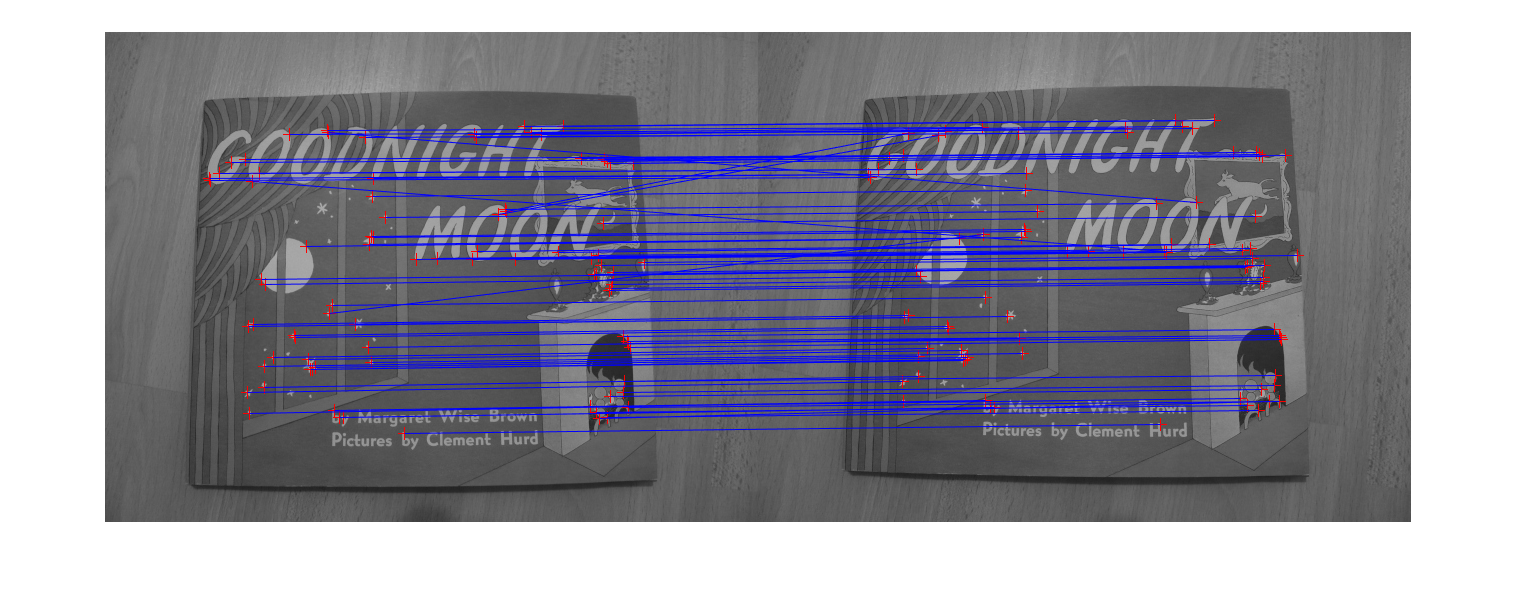 GOODNIGHT
MOON
by Margaret Wise Brown
Pictures by Clement Hurd
GOODNIGHT
MOON
by Margaret Wise Brown
Pictures by Clement Hurd